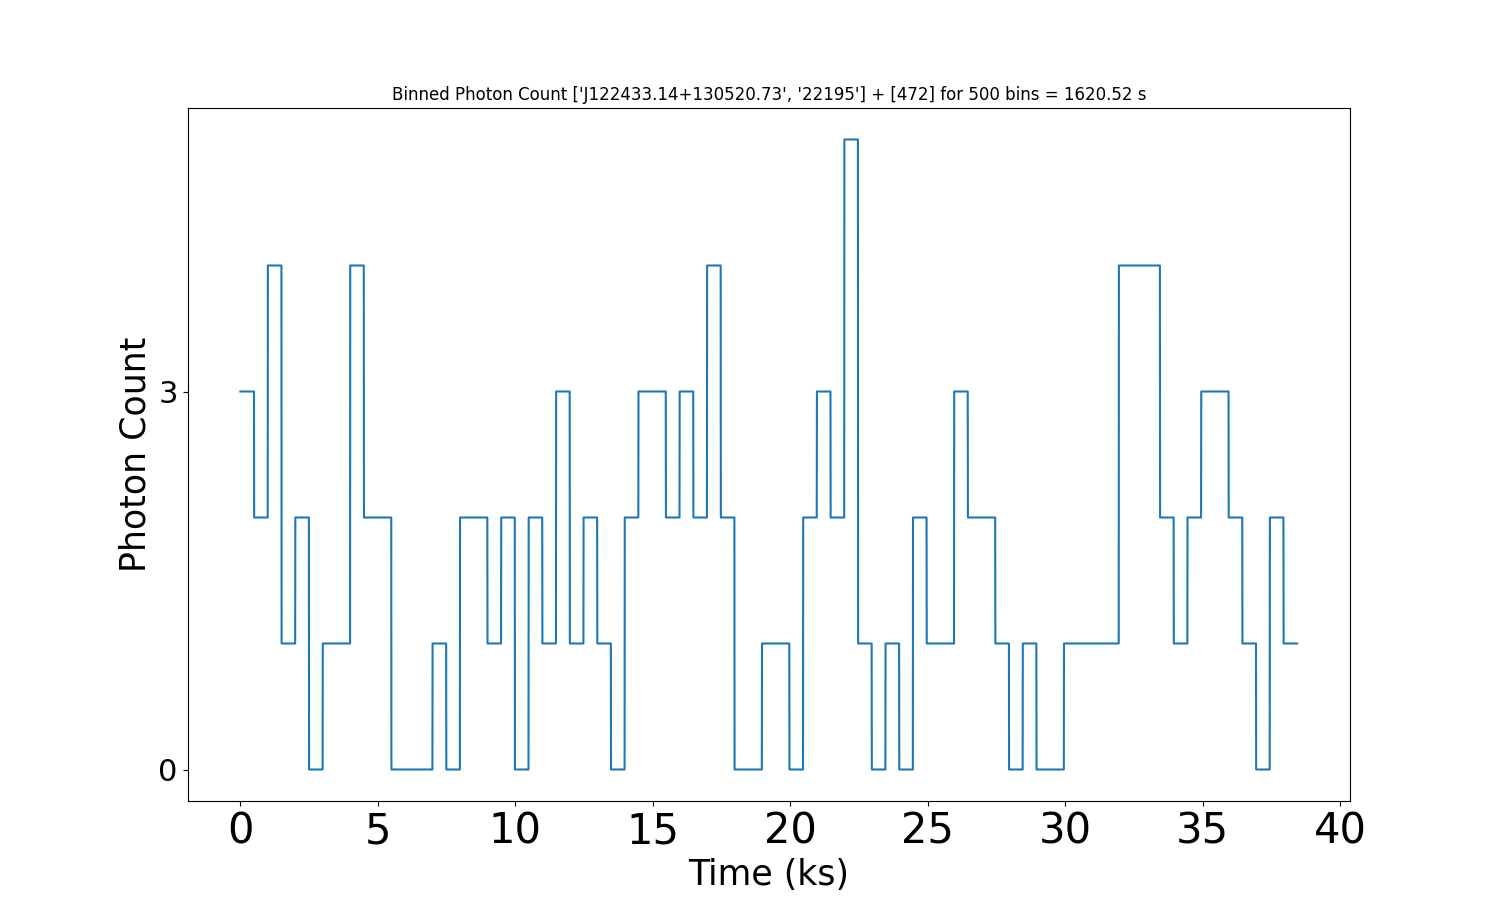 Binned Photon Count ['J122433.14+130520.73', '22195'] + [472] for 500 bins = 1620.52 s
Photon Count
3
0
0 5 10 15 20 25 30 35 40
Time (ks)